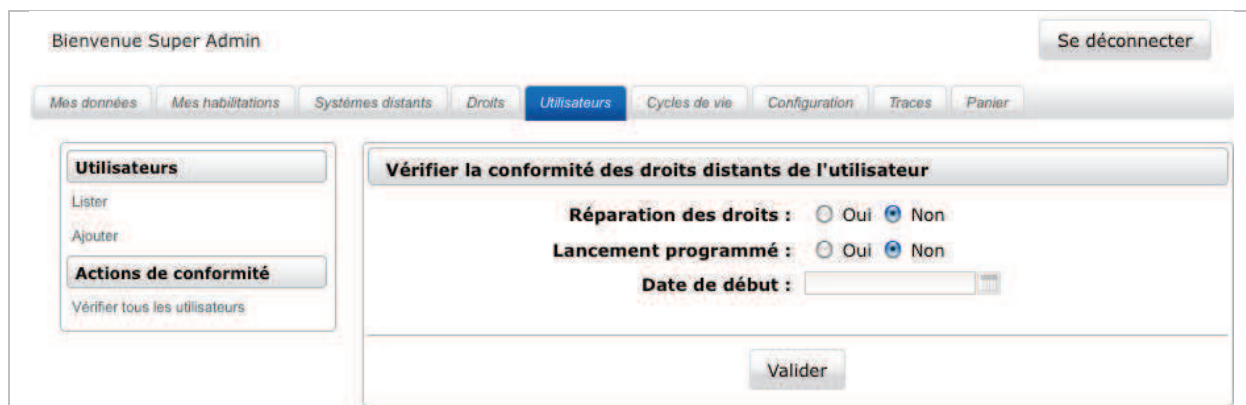 Bienvenue Super Admin
Se déconnecter
Mes données Mes habilitations Systèmes distants Droits Utilisateurs Cycles de vie Configuration Traces Panier
Utilisateurs
Lister
Ajouter
Actions de conformité
Vérifier tous les utilisateurs
Vérifier la conformité des droits distants de l'utilisateur
Réparation des droits : Oui Non
Lancement programmé : Oui Non
Date de début :
Valider